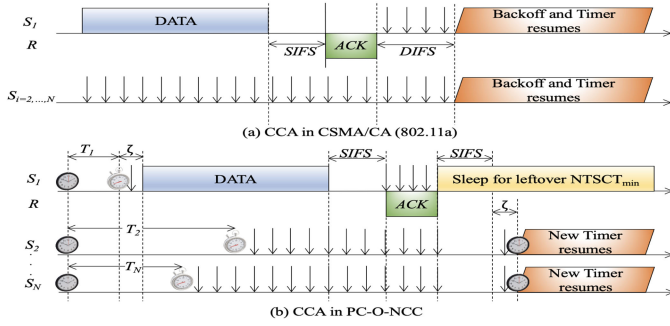 S1
DATA
Backoff and Timer
resumes
R
SIFS
ACK
DIFS
Si=2,...,N
Backoff and Timer
resumes
(a) CCA in CSMA/CA (802.11a)
T1
ζ
SIFS
SIFS
S1
DATA
Sleep for leftover NTSCTmin
R
ACK
ζ
T2
S2
New Timer
resumes
TN
SN
New Timer
resumes
(b) CCA in PC-O-NCC